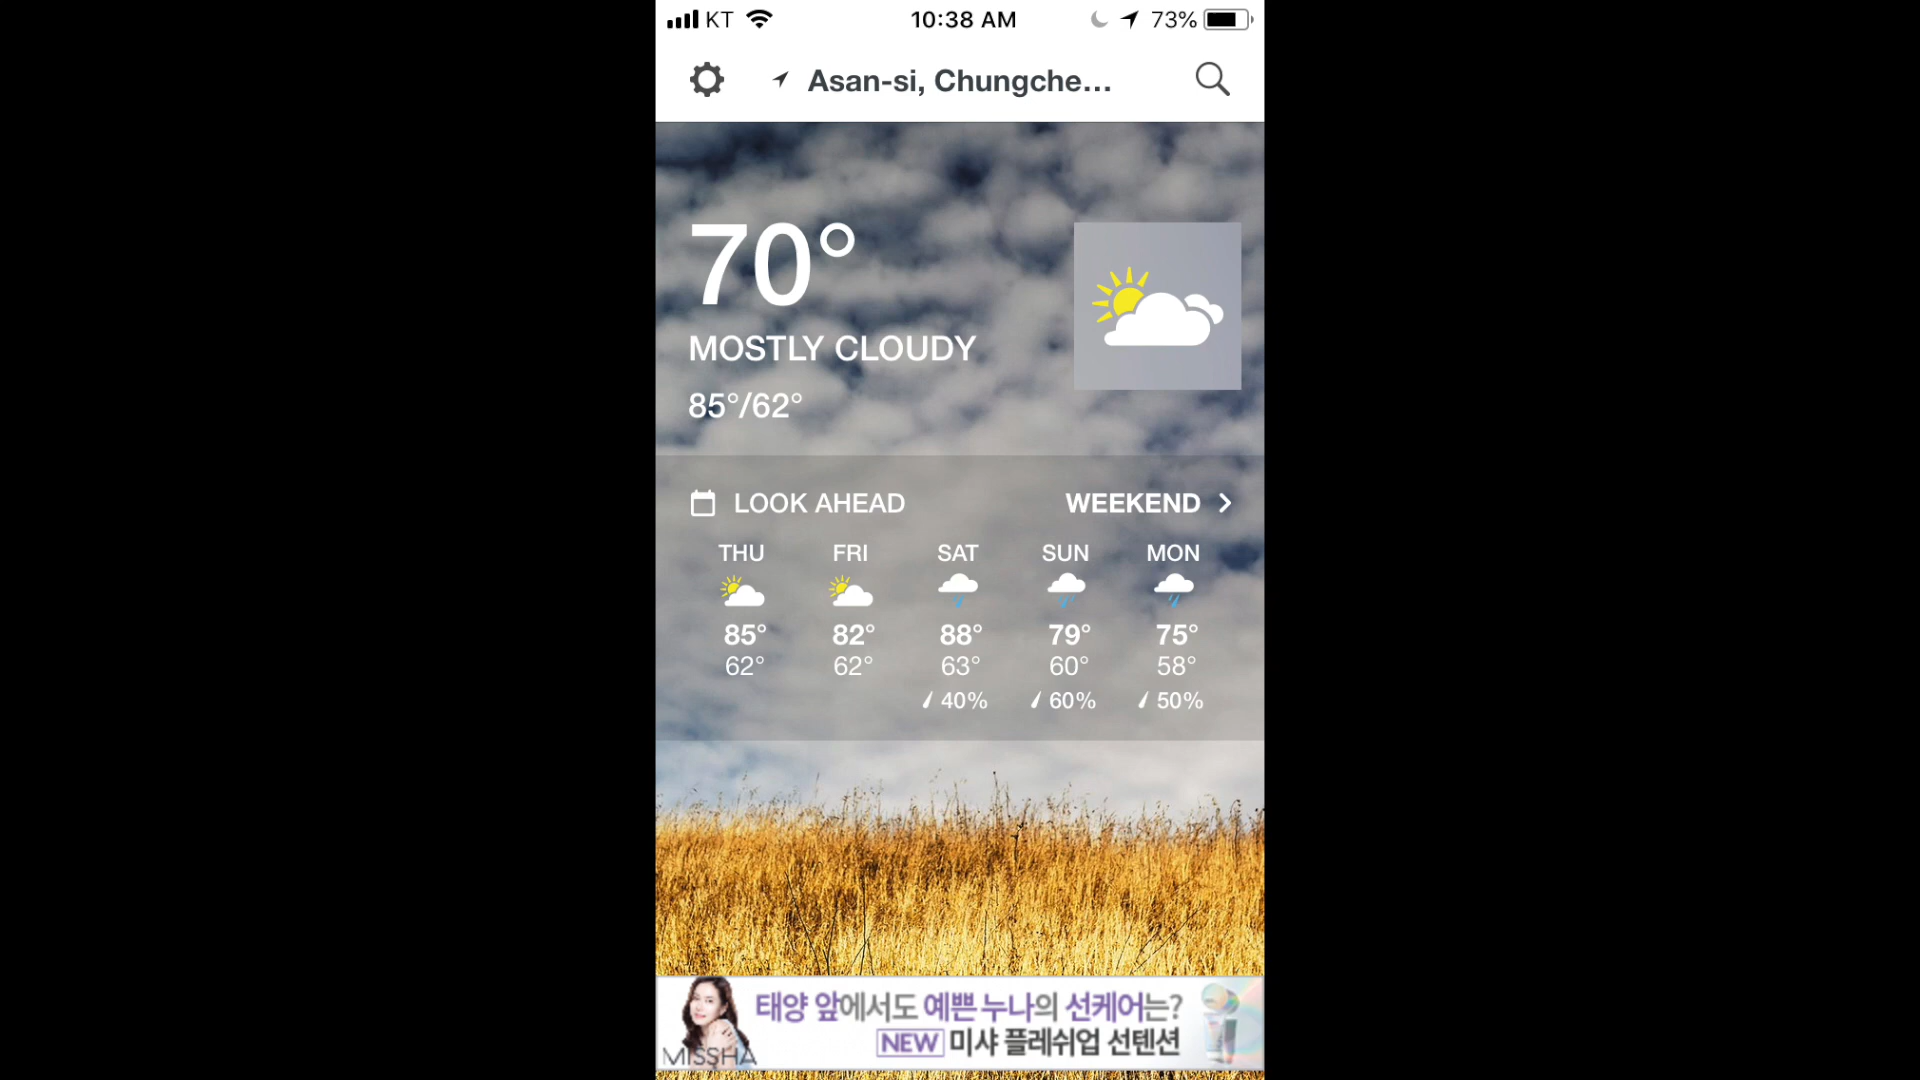 KT 10:38 AM 73%
Asan-si, Chungche...
70°
MOSTLY CLOUDY
85°/62°
LOOK AHEAD WEEKEND
THU FRI SAT SUN MON
85° 82° 88° 79° 75°
62° 62° 63° 60° 58°
40% 60% 50%
태양 앞에서도 예쁜 누나의 선케어는?
NEW 미샤 플레쉬업 선텐션
MISSHA